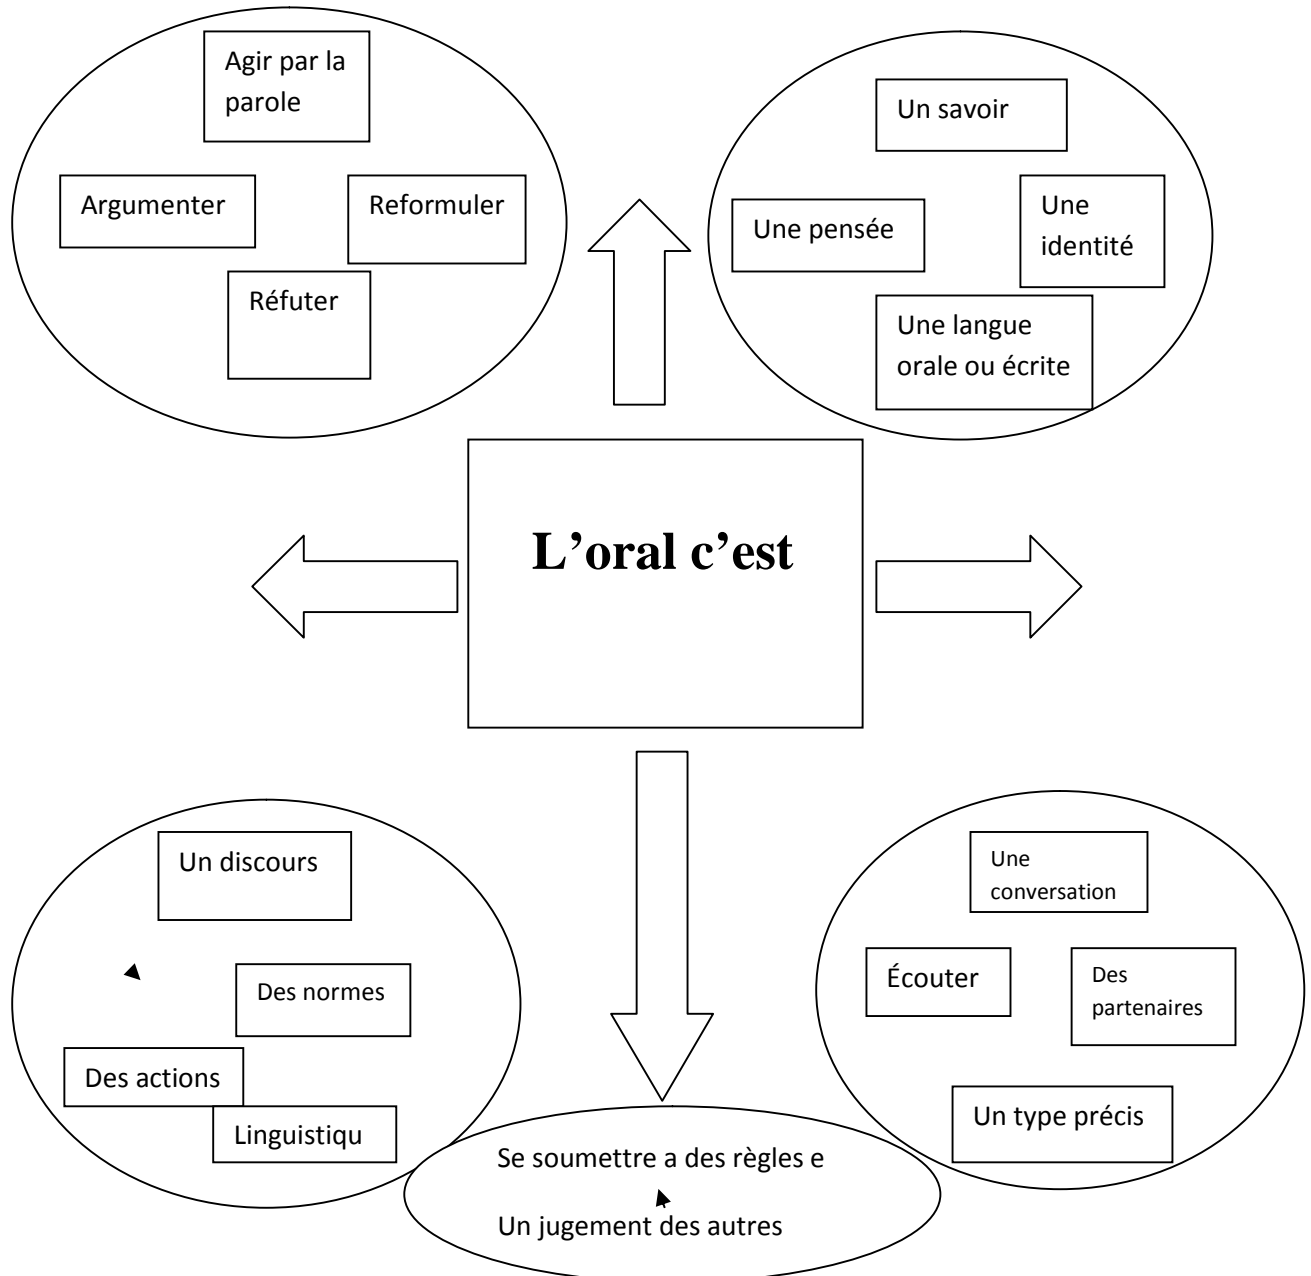 Agir par la
parole
Argumenter
Reformuler
Réfuter
Un savoir
Une pensée
Une
identité
Une langue
orale ou écrite
L’oral c’est
Un discours
Des normes
Des actions
Linguistiqu
Une
conversation
Écouter
Des
partenaires
Un type précis
Se soumettre a des règles e
Un jugement des autres